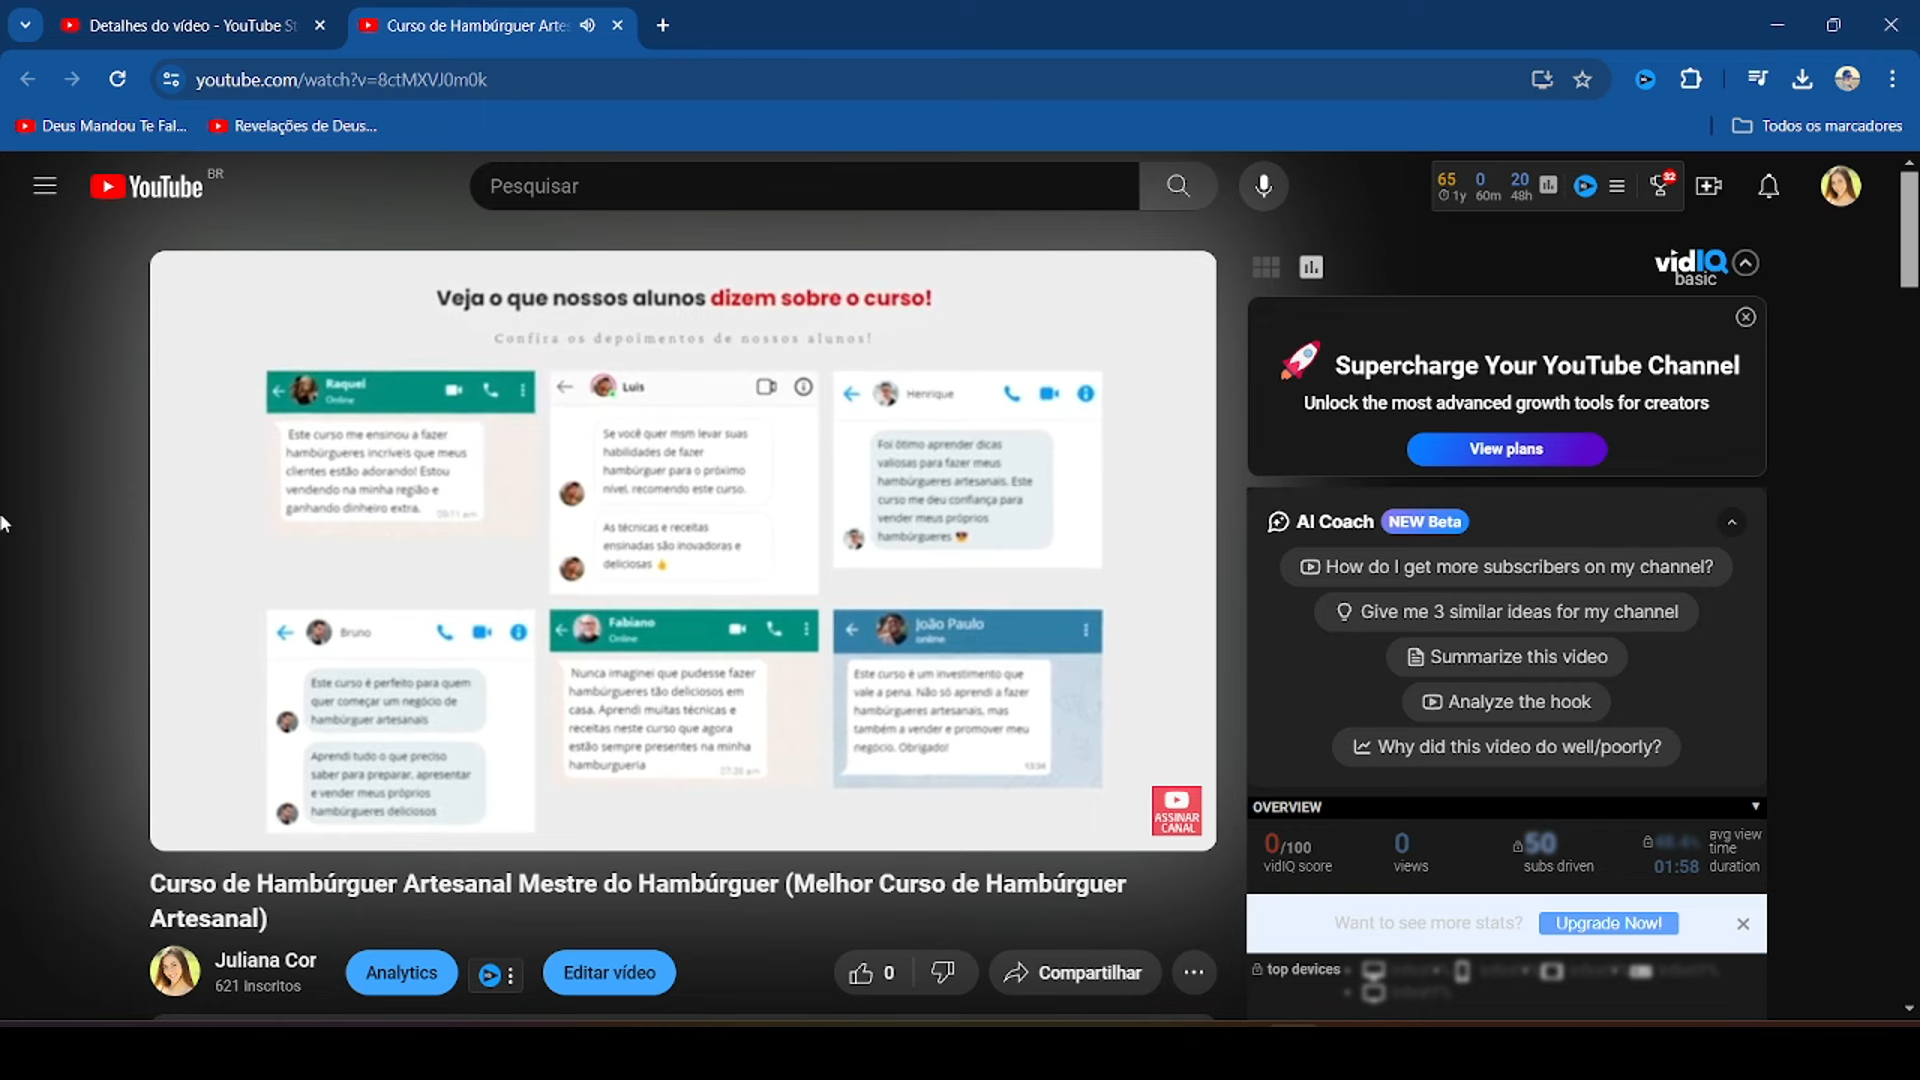 Detalhes do vídeo - YouTube St
Curso de Hambúrguer Arte
youtube.com/watch?v=8ctMXVJ0m0k
Deus Mandou Te Fal...
Revelações de Deus...
Todos os marcadores
YouTube BR
Pesquisar
65 0 20
1y 60m 48h
32
Veja o que nossos alunos dizem sobre o curso!
Confira os depoimentos de nossos alunos!
Raquel
Online
Este curso me ensinou a fazer
hambúrgueres incríveis que meus
clientes estão adorando! Estou
vendendo na minha região e
ganhando dinheiro extra.
09:11 am
Luis
Se você quer msm levar suas
habilidades de fazer
hambúrguer para o próximo
nível, recomendo este curso.
As técnicas e receitas
ensinadas são inovadoras e
deliciosas 👍
Henrique
Foi ótimo aprender dicas
valiosas para fazer meus
hambúrgueres artesanais. Este
curso me deu confiança para
vender meus próprios
hambúrgueres
Bruno
Este curso é perfeito para quem
quer começar um negócio de
hambúrguer artesanais
Aprendi tudo o que preciso
saber para preparar, apresentar
e vender meus próprios
hambúrgueres deliciosos
Fabiano
Online
Nunca imaginei que pudesse fazer
hambúrgueres tão deliciosos em
casa. Aprendi muitas técnicas e
receitas neste curso que agora
estão sempre presentes na minha
hamburgueria
João Paulo
online
Este curso é um investimento que
vale a pena. Não só aprendi a fazer
hambúrgueres artesanais, mas
também a vender e promover meu
negócio. Obrigado!
ASSINAR
CANAL
Curso de Hambúrguer Artesanal Mestre do Hambúrguer (Melhor Curso de Hambúrguer
Artesanal)
Juliana Cor
621 Inscritos
Analytics
Editar vídeo
0
Compartilhar
vidIQ
basic
Supercharge Your YouTube Channel
Unlock the most advanced growth tools for creators
View plans
AI Coach NEW Beta
How do I get more subscribers on my channel?
Give me 3 similar ideas for my channel
Summarize this video
Analyze the hook
Why did this video do well/poorly?
OVERVIEW
0/100
vidIQ score
0
views
50
subs driven
avg view
time
01:58 duration
Want to see more stats? Upgrade Now!
top devices